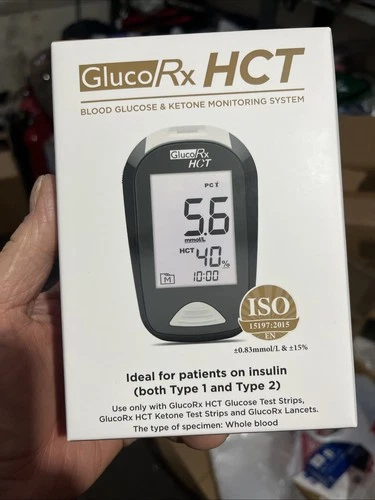 GlucoRx HCT
BLOOD GLUCOSE & KETONE MONITORING SYSTEM
GlucoRx
HCT
PC
5.6
mmol/L
HCT 40%
M 10:00
ISO
15197:2015
EN
±0.83mmol/L & ±15%
Ideal for patients on insulin
(both Type 1 and Type 2)
Use only with GlucoRx HCT Glucose Test Strips,
GlucoRx HCT Ketone Test Strips and GlucoRx Lancets.
The type of specimen: Whole blood